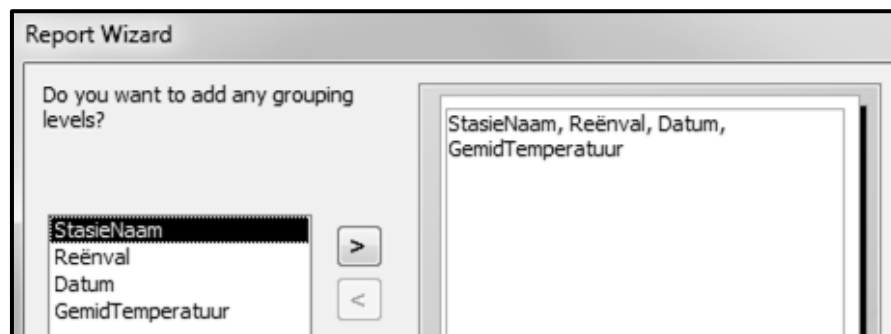 Report Wizard
Do you want to add any grouping
levels?
StasieNaam
Reënval
Datum
GemidTemperatuur
>
<
StasieNaam, Reënval, Datum,
GemidTemperatuur